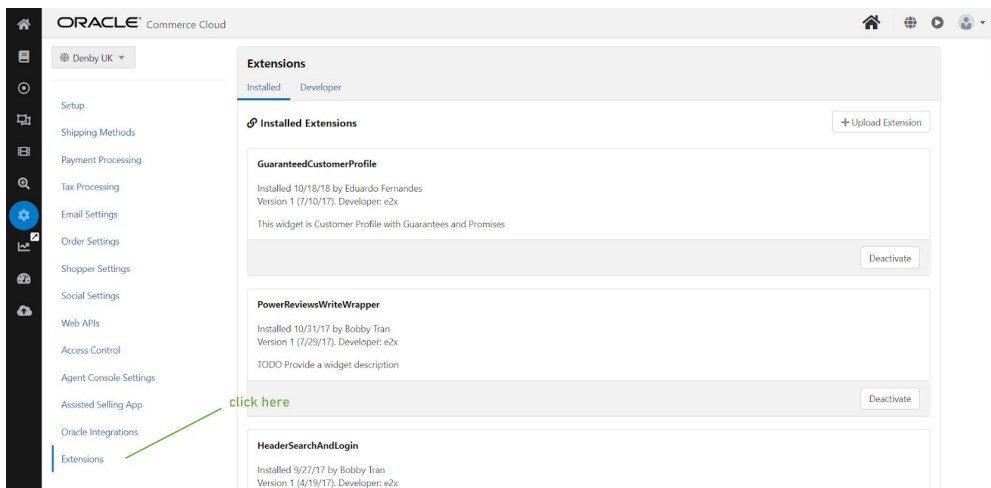 ORACLE Commerce Cloud
Denby UK
Setup
Shipping Methods
Payment Processing
Tax Processing
Email Settings
Order Settings
Shopper Settings
Social Settings
Web APIs
Access Control
Agent Console Settings
Assisted Selling App
Oracle Integrations
Extensions
click here
Extensions
Installed Developer
Installed Extensions
+ Upload Extension
GuaranteedCustomerProfile
Installed 10/18/18 by Eduardo Fernandes
Version 1 (7/10/17). Developer: e2x
This widget is Customer Profile with Guarantees and Promises
Deactivate
PowerReviewsWriteWrapper
Installed 10/31/17 by Bobby Tran
Version 1 (7/29/17). Developer: e2x
TODO Provide a widget description
Deactivate
HeaderSearchAndLogin
Installed 9/27/17 by Bobby Tran
Version 1 (4/19/17). Developer: e2x